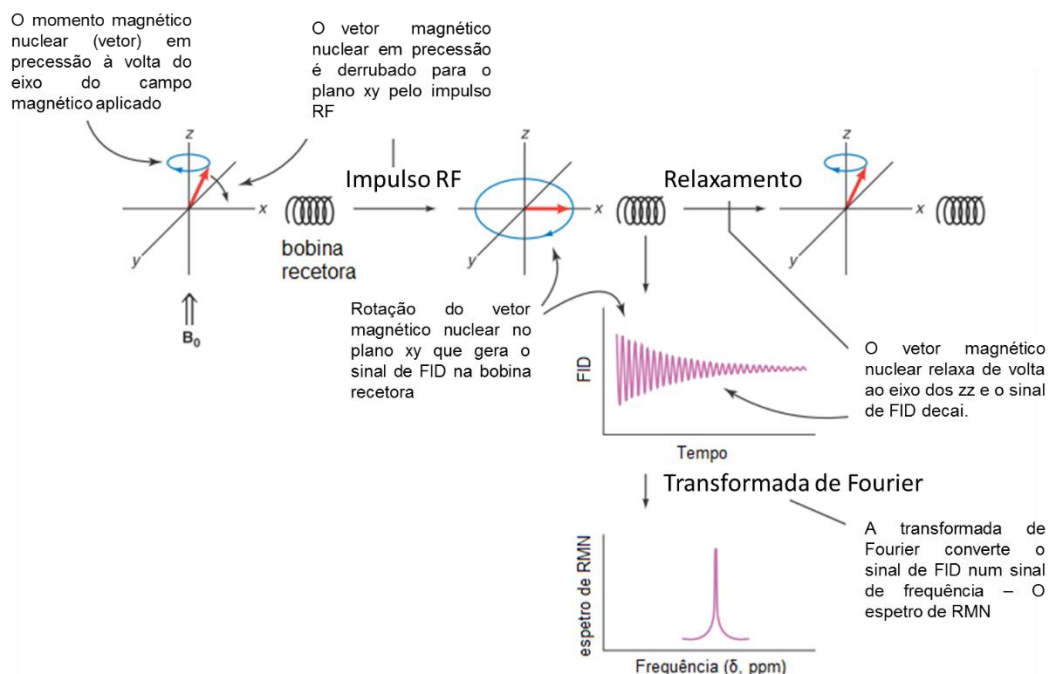 O momento magnético
nuclear (vetor) em
precessão à volta do
eixo do campo
magnético aplicado
O vetor magnético
nuclear em precessão
é derrubado para o
plano xy pelo impulso
RF
z
x
y
B₀
bobina
recetora
Impulso RF
z
x
y
Relaxamento
z
x
y
Rotação do vetor
magnético nuclear no
plano xy que gera o
sinal de FID na bobina
recetora
FID
Tempo
O vetor magnético
nuclear relaxa de volta
ao eixo dos zz e o sinal
de FID decai.
Transformada de Fourier
A transformada de
Fourier converte o
sinal de FID num sinal
de frequência – O
espetro de RMN
espetro de RMN
Frequência (δ, ppm)